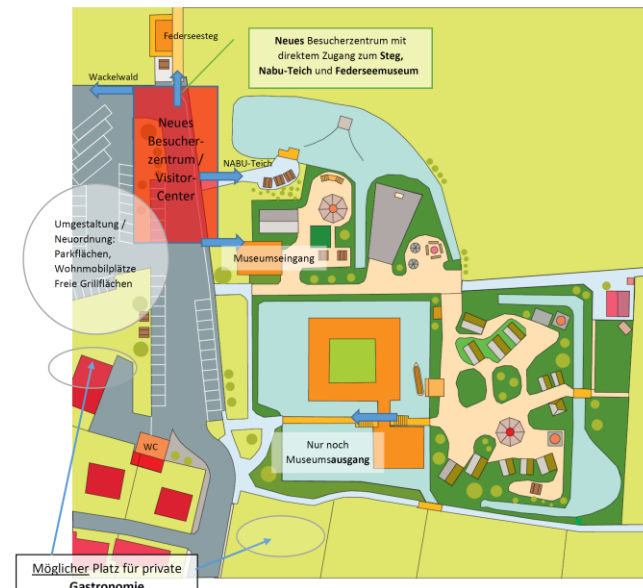 Federseesteg
Neues Besucherzentrum mit
direktem Zugang zum Steg,
Nabu-Teich und Federseemuseum
Wackelwald
Neues
Besucher-
zentrum /
Visitor-
Center
NABU-Teich
Umgestaltung /
Neuordnung:
Parkflächen,
Wohnmobilplätze
Freie Grillflächen
Museumseingang
Nur noch
Museumsausgang
WC
Möglicher Platz für private
Gastronomie